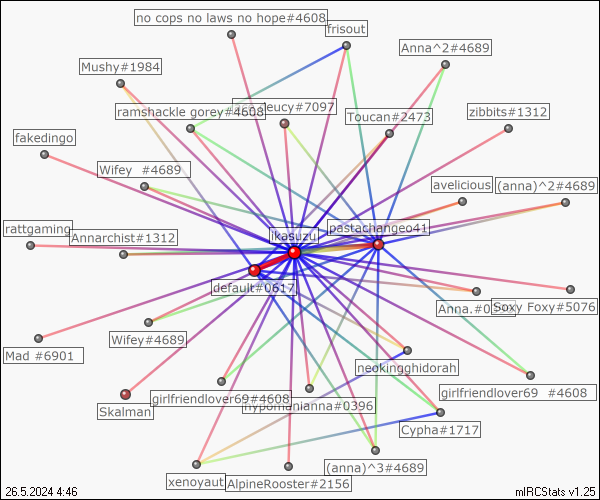 no cops no laws no hope#4608
frisout
Anna^2#4689
Mushy#1984
ramshackle gorey#4608
eucy#7097
Toucan#2473
zibbits#1312
fakedingo
Wifey  #4689
avelicious
(anna)^2#4689
rattgaming
Annarchist#1312
ikasuzu
pastachangeo41
default#0617
Anna.#0
Soxy Foxy#5076
Mad #6901
Wifey#4689
neokingghidorah
Skalman
girlfriendlover69#4608
hypomanianna#0396
girlfriendlover69  #4608
Cypha#1717
xenoyaut
AlpineRooster#2156
(anna)^3#4689
26.5.2024 4:46
mIRCStats v1.25